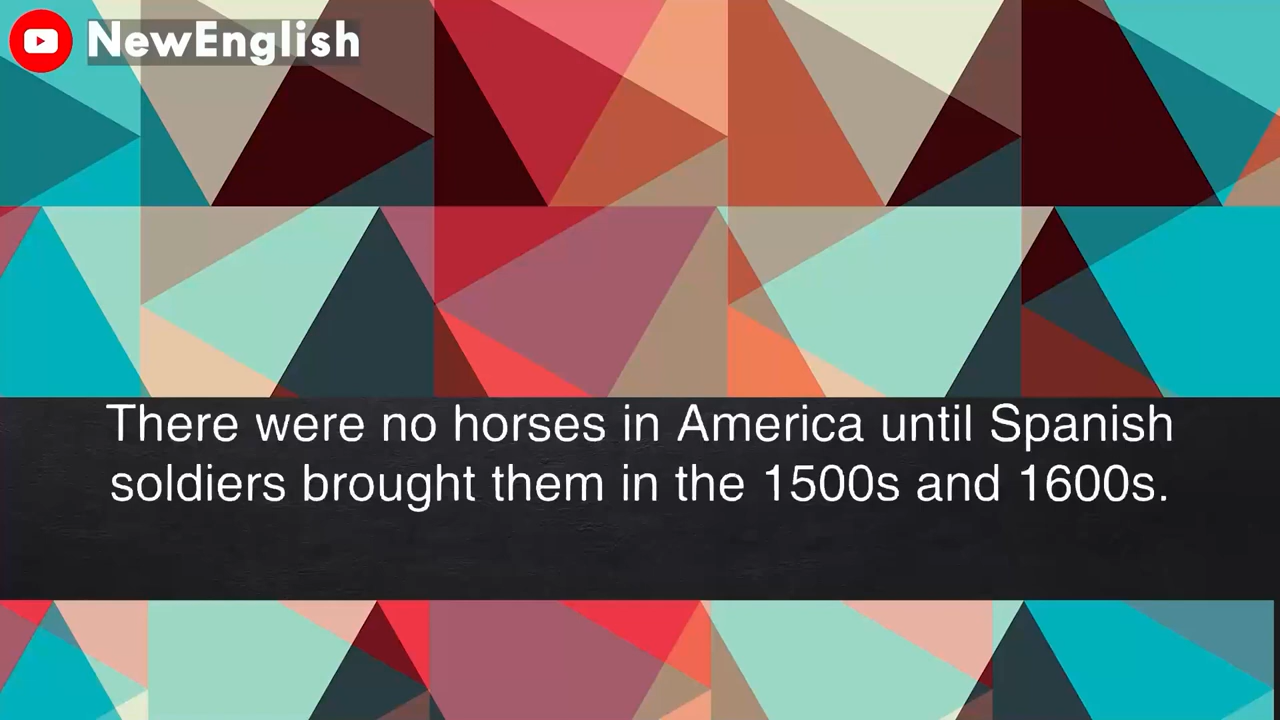 NewEnglish
There were no horses in America until Spanish
soldiers brought them in the 1500s and 1600s.